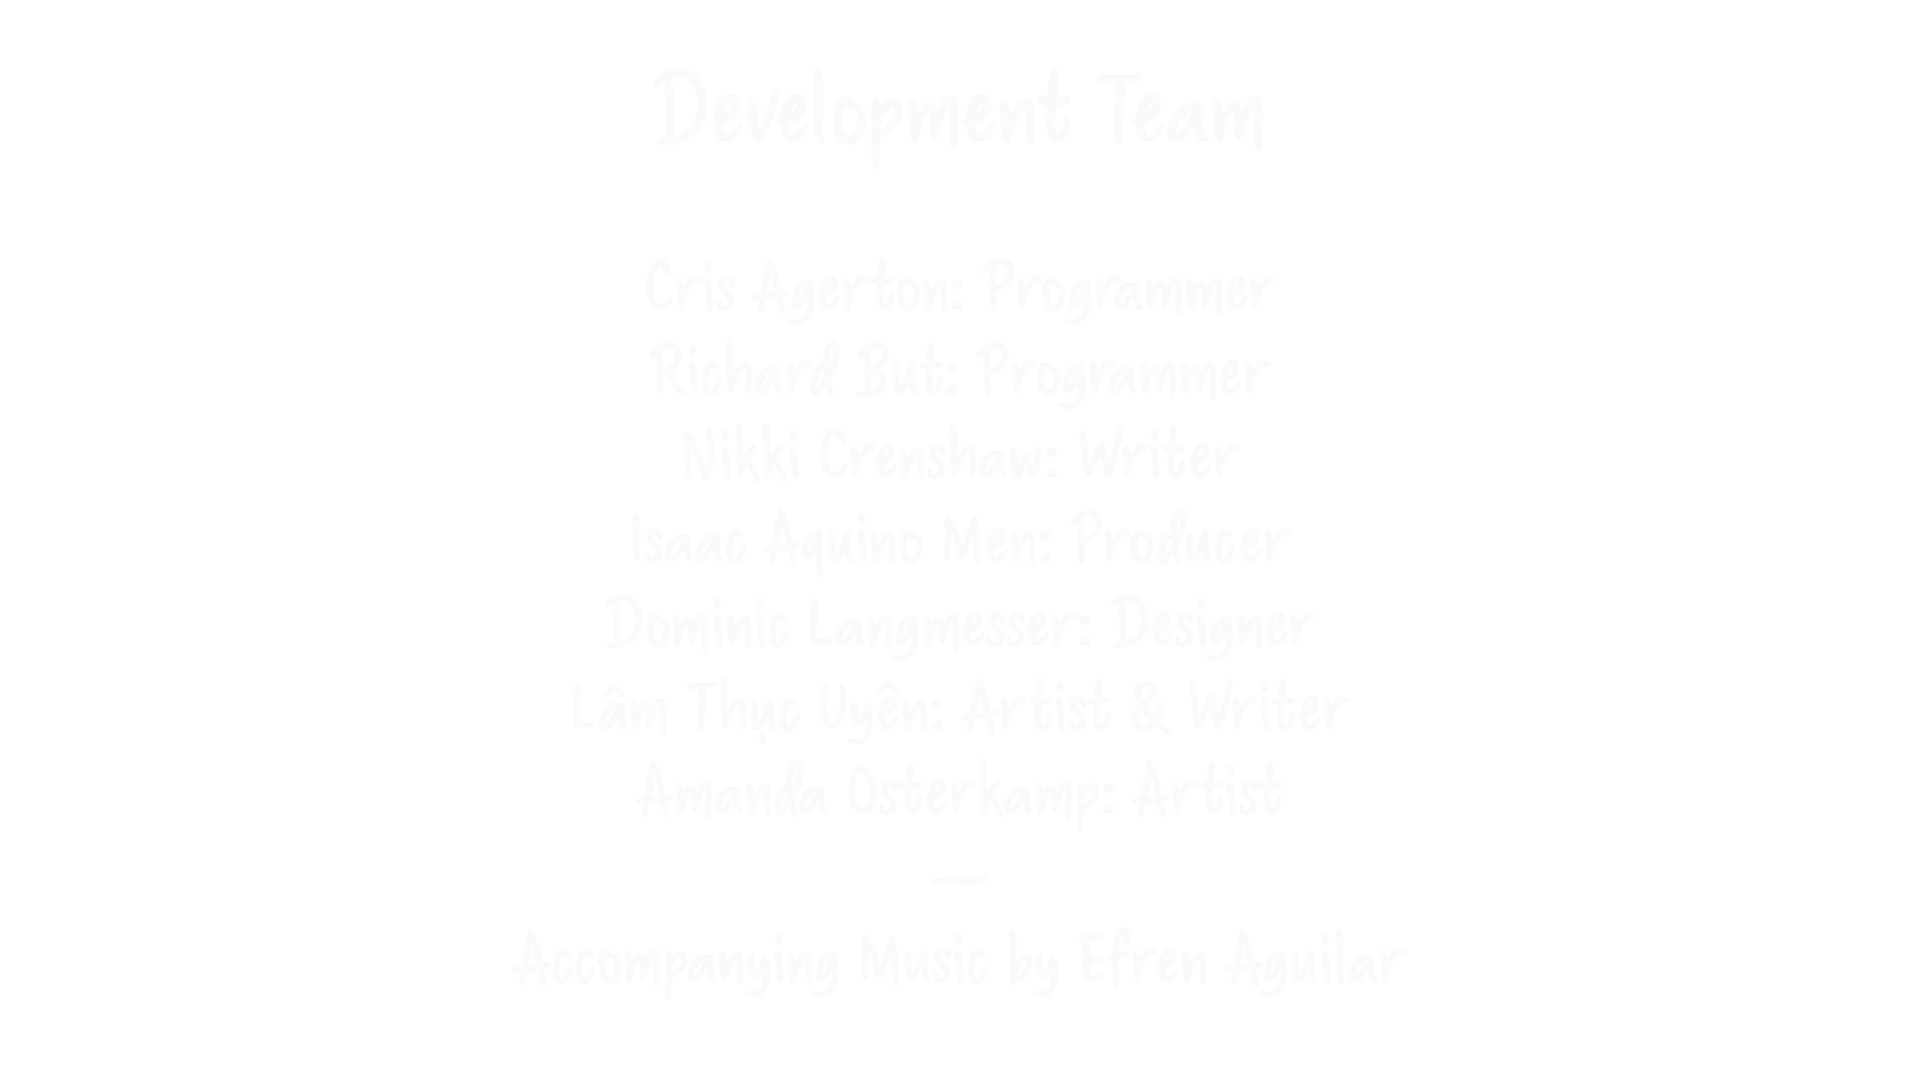 Development Team
Cris Agerton: Programmer
Richard But: Programmer
Nikki Crenshaw: Writer
Isaac Aquino Men: Producer
Dominic Langmesser: Designer
Lâm Thục Uyên: Artist & Writer
Amanda Osterkamp: Artist
--
Accompanying Music by Efren Aguilar